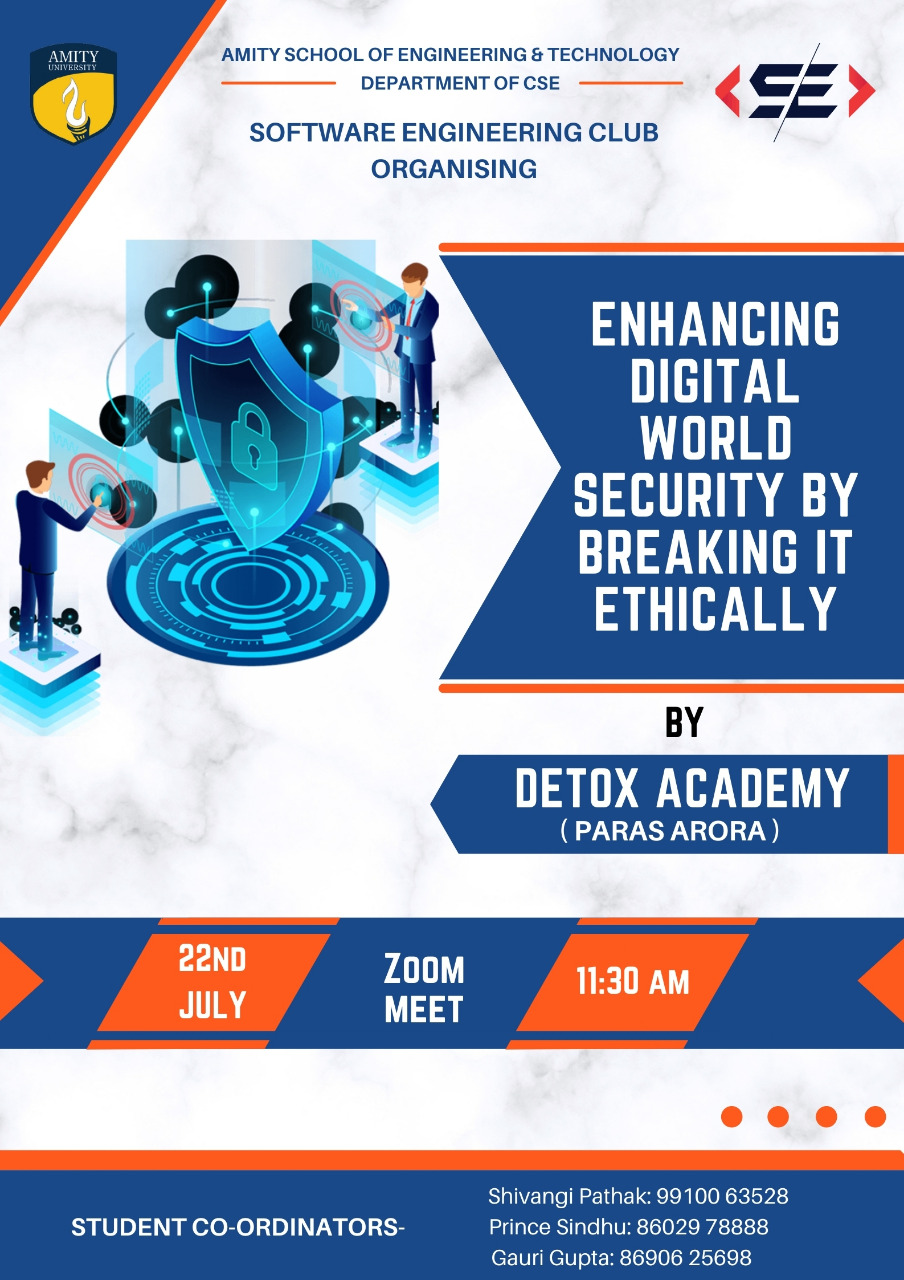 AMITY
UNIVERSITY
AMITY SCHOOL OF ENGINEERING & TECHNOLOGY
DEPARTMENT OF CSE
SE
SOFTWARE ENGINEERING CLUB
ORGANISING
ENHANCING
DIGITAL
WORLD
SECURITY BY
BREAKING IT
ETHICALLY
BY
DETOX ACADEMY
( PARAS ARORA )
22ND
JULY
ZOOM
MEET
11:30 AM
STUDENT CO-ORDINATORS-
Shivangi Pathak: 99100 63528
Prince Sindhu: 86029 78888
Gauri Gupta: 86906 25698